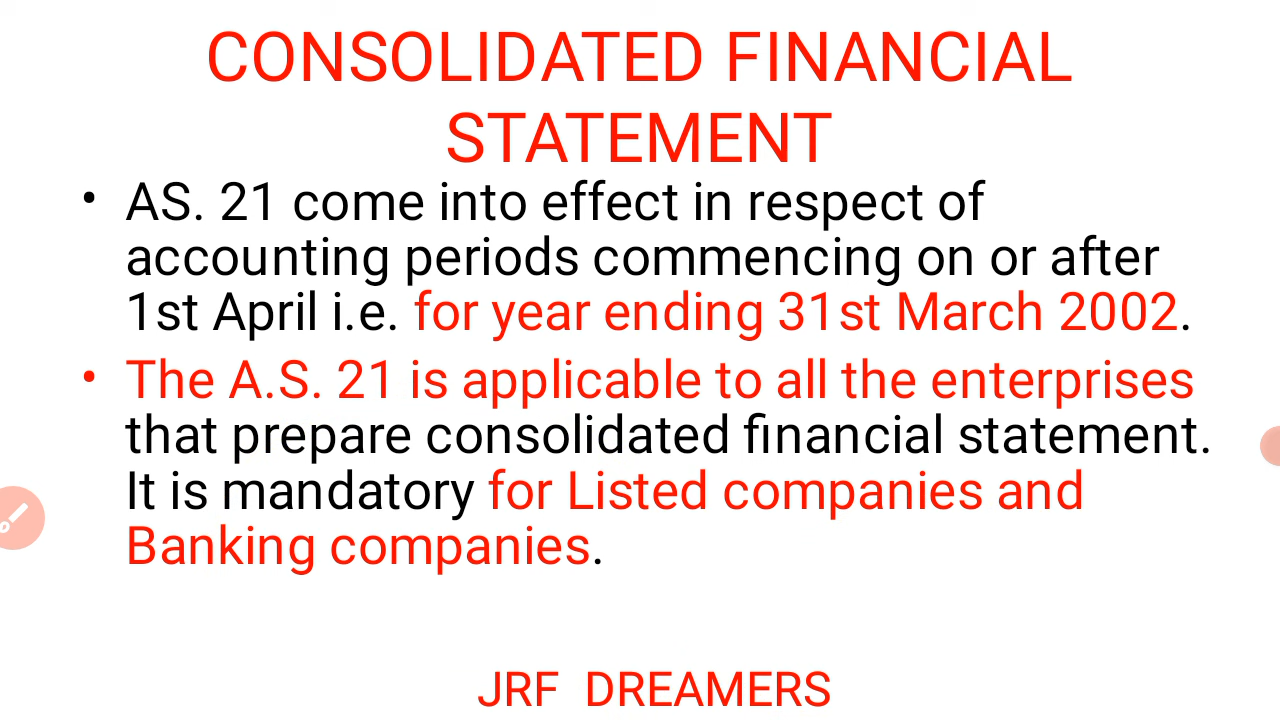 CONSOLIDATED FINANCIAL
STATEMENT
• AS. 21 come into effect in respect of
accounting periods commencing on or after
1st April i.e. for year ending 31st March 2002.
• The A.S. 21 is applicable to all the enterprises
that prepare consolidated financial statement.
It is mandatory for Listed companies and
Banking companies.
JRF DREAMERS